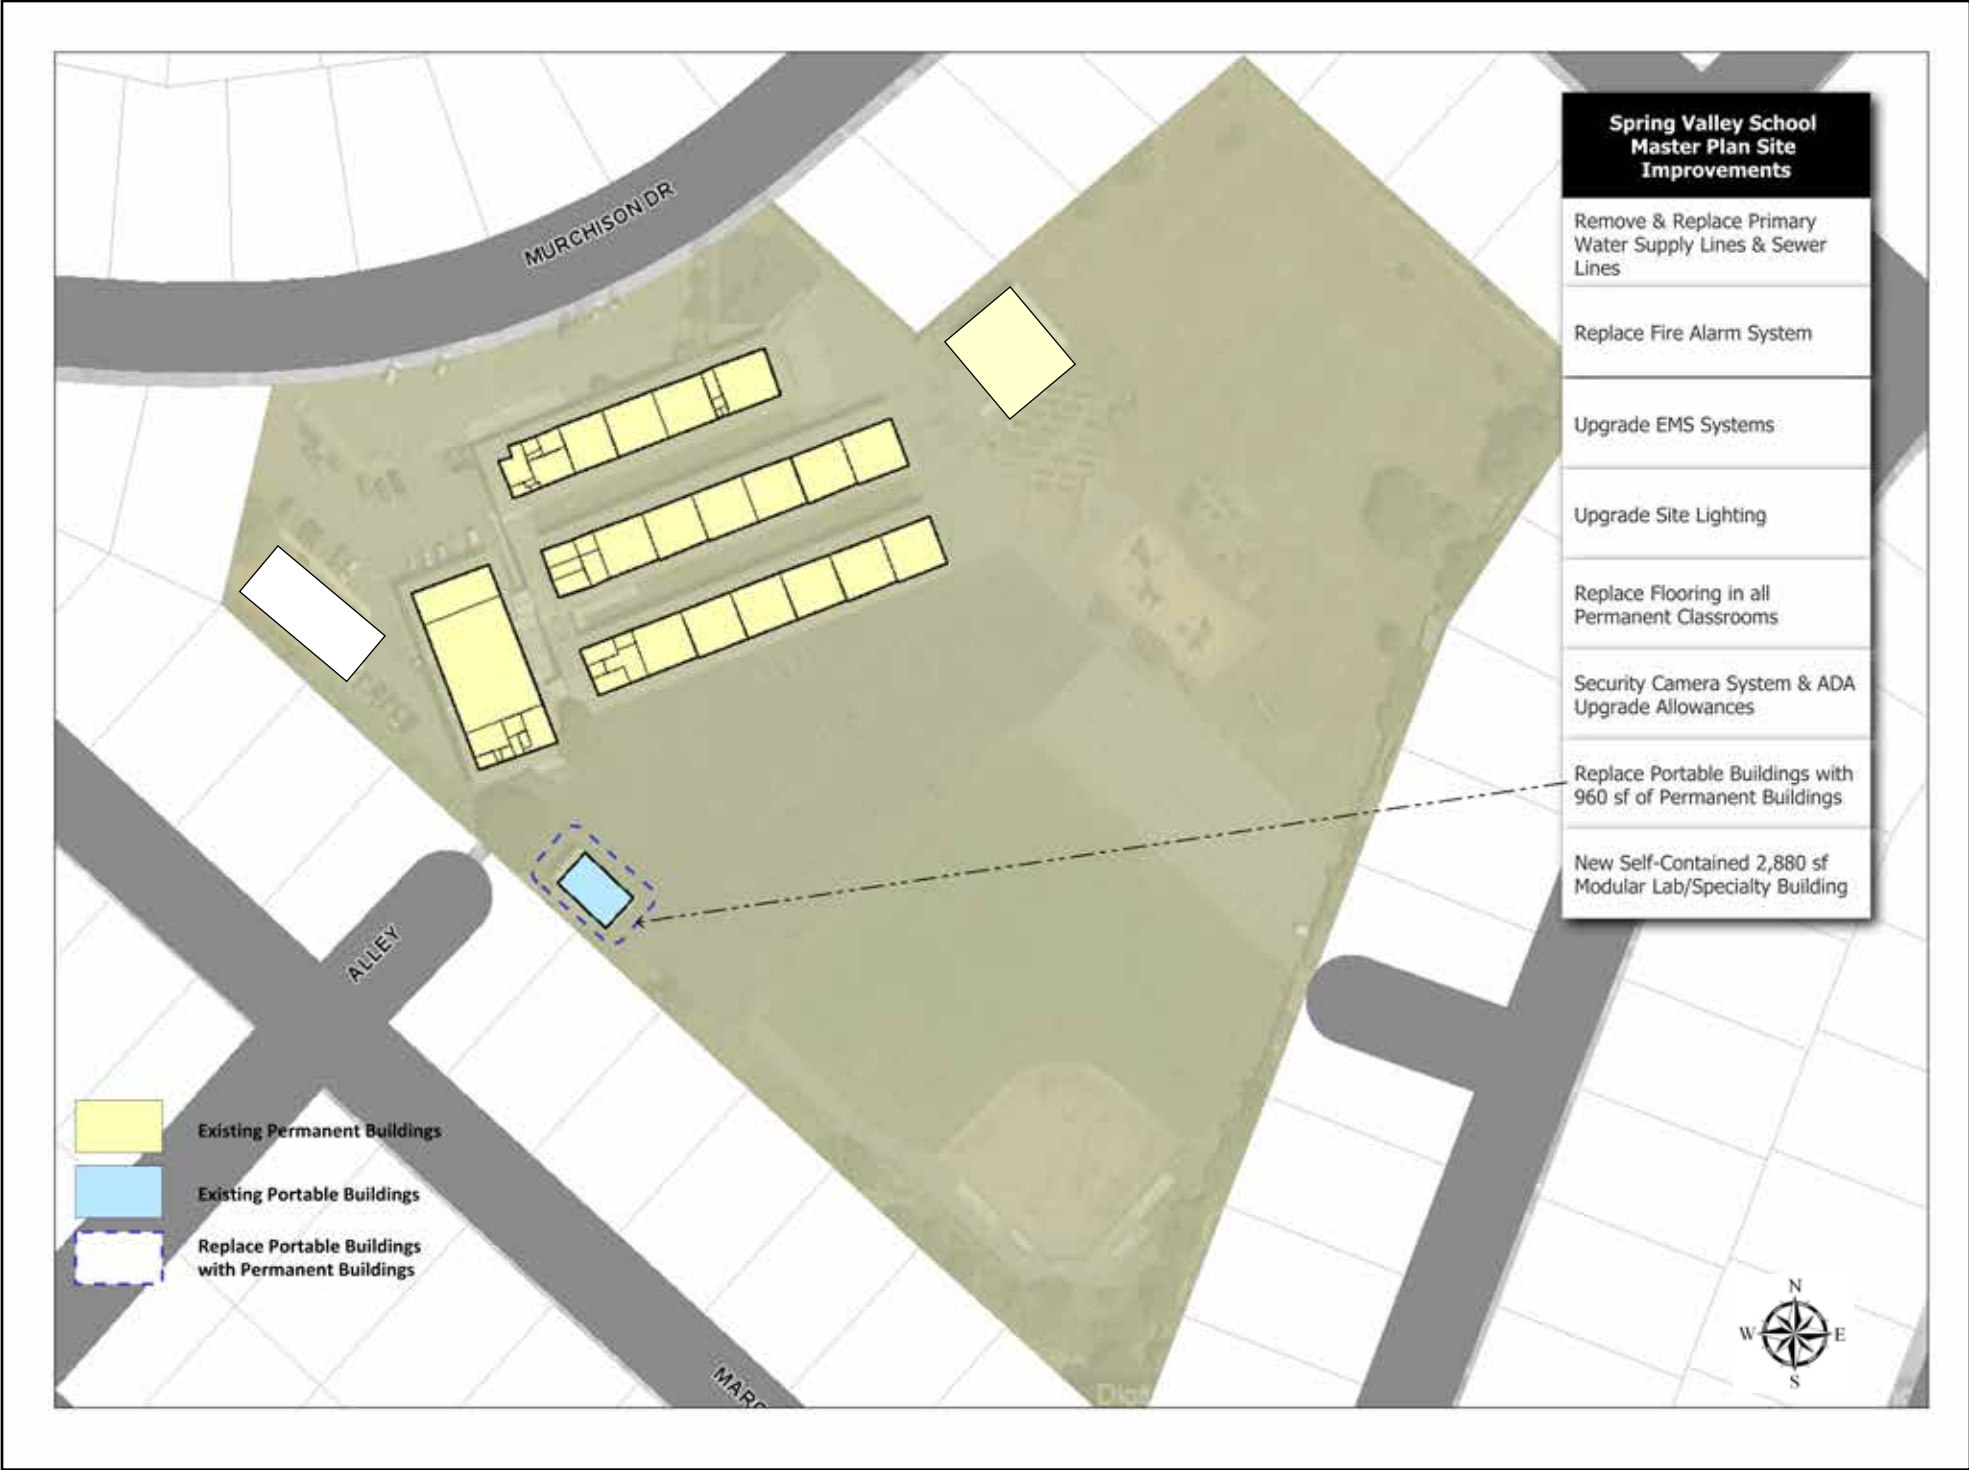 MURCHISON DR
Spring Valley School
Master Plan Site
Improvements
Remove & Replace Primary
Water Supply Lines & Sewer
Lines
Replace Fire Alarm System
Upgrade EMS Systems
Upgrade Site Lighting
Replace Flooring in all
Permanent Classrooms
Security Camera System & ADA
Upgrade Allowances
Replace Portable Buildings with
960 sf of Permanent Buildings
New Self-Contained 2,880 sf
Modular Lab/Specialty Building
ALLEY
Existing Permanent Buildings
Existing Portable Buildings
Replace Portable Buildings
with Permanent Buildings
N
W E
S